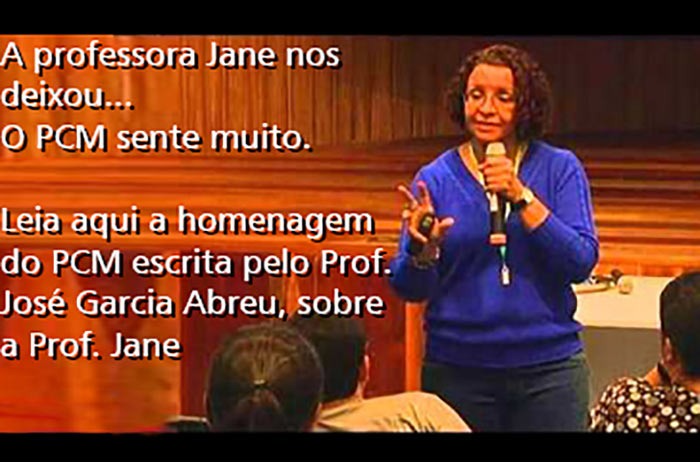 A professora Jane nos
deixou...
O PCM sente muito.
Leia aqui a homenagem
do PCM escrita pelo Prof.
José Garcia Abreu, sobre
a Prof. Jane